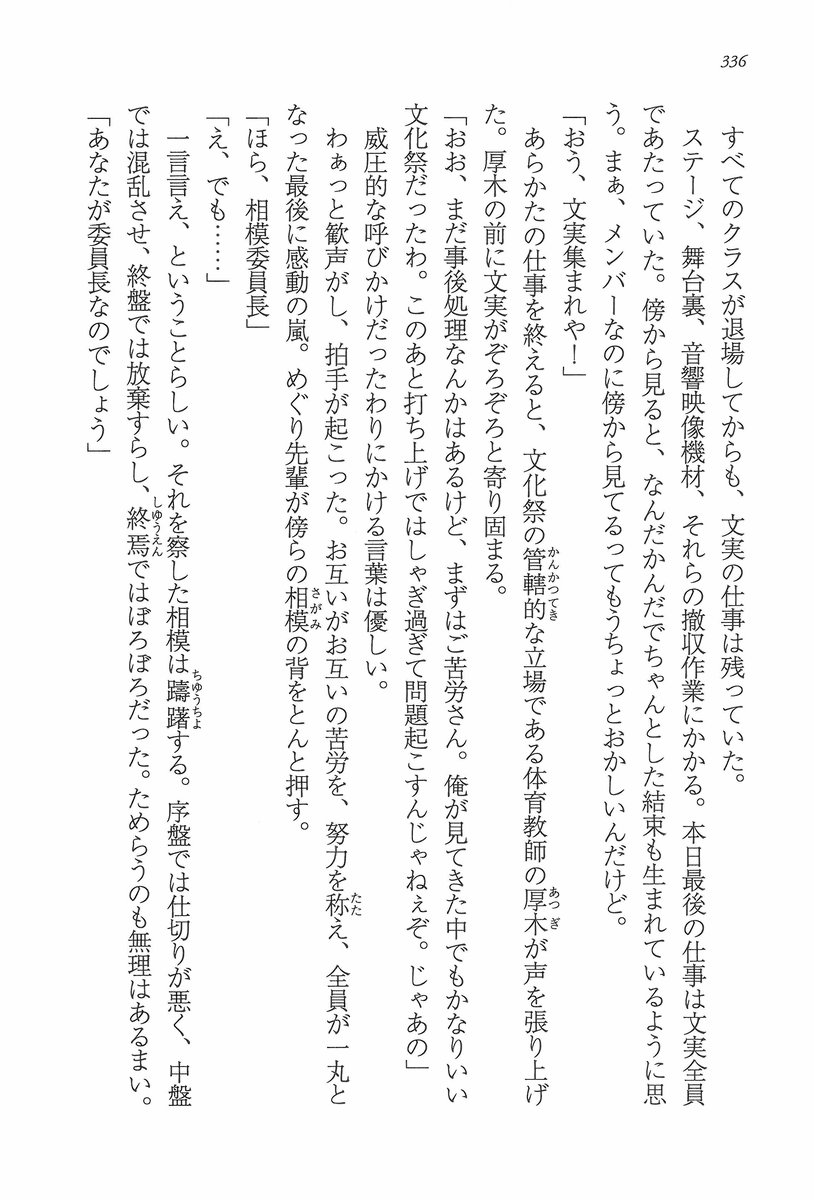 336
すべてのクラスが退場してからも、文実の仕事は残っていた。
ステージ、舞台裏、音響映像機材、それらの撤収作業にかかる。本日最後の仕事は文実全員
であたっていた。傍から見ると、なんだかんだでちゃんとした結束も生まれているように思
う。まぁ、メンバーなのに傍から見てるってもうちょっとおかしいんだけど。
「おう、文実集まれや！」
あらかたの仕事を終えると、文化祭の管轄的な立場である体育教師の厚木が声を張り上げ
た。厚木の前に文実がぞろぞろと寄り固まる。
「おお、まだ事後処理なんかはあるけど、まずはご苦労さん。俺が見てきた中でもかなりいい
文化祭だったわ。このあと打ち上げではしゃぎ過ぎて問題起こすんじゃねぇぞ。じゃあの」
威圧的な呼びかけだったわりにかける言葉は優しい。
わぁっと歓声がし、拍手が起こった。お互いがお互いの苦労を、努力を称え、全員が一丸と
なった最後に感動の嵐。めぐり先輩が傍らの相模の背をとんと押す。
「ほら、相模委員長」
「え、でも……」
一言言え、ということらしい。それを察した相模は躊躇する。序盤では仕切りが悪く、中盤
では混乱させ、終盤では放棄すらし、終焉ではぼろぼろだった。ためらうのも無理はあるまい。
「あなたが委員長なのでしょう」